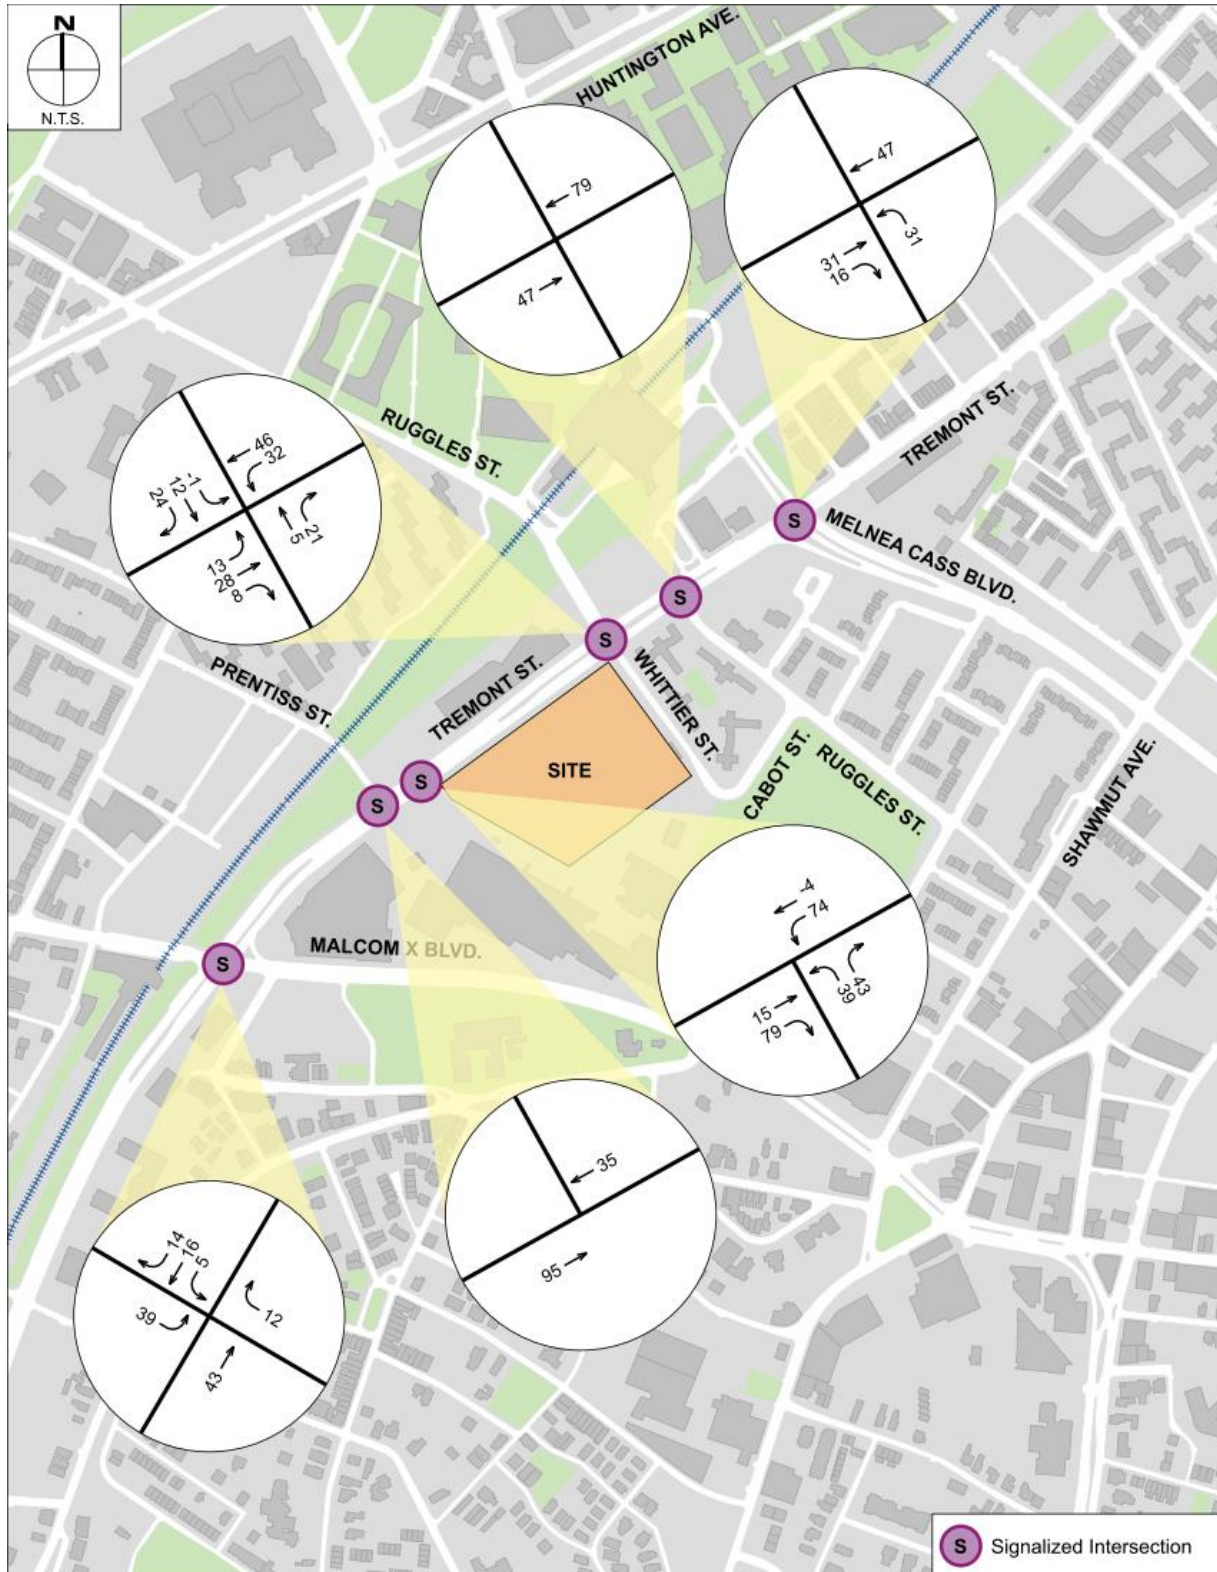 N
N.T.S.
HUNTINGTON AVE.
79
47
47
31
31
16
RUGGLES ST.
TREMONT ST.
46
32
-1
12
24
21
5
13
28
8
S
MELNEA CASS BLVD.
S
S
PRENTISS ST.
TREMONT ST.
WHITTIER ST.
SITE
CABOT ST.
RUGGLES ST.
SHAWMUT AVE.
S
S
MALCOM X BLVD.
S
-4
74
43
39
15
79
35
95
14
16
5
39
12
43
S Signalized Intersection